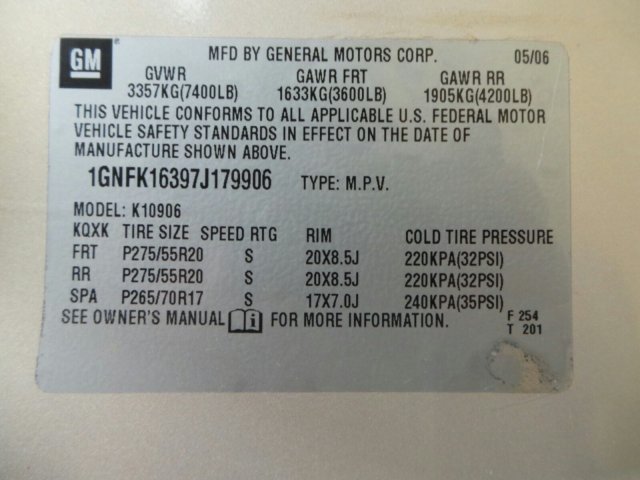 GM
MFD BY GENERAL MOTORS CORP. 05/06
GVWR GAWR FRT GAWR RR
3357KG(7400LB) 1633KG(3600LB) 1905KG(4200LB)
THIS VEHICLE CONFORMS TO ALL APPLICABLE U.S. FEDERAL MOTOR
VEHICLE SAFETY STANDARDS IN EFFECT ON THE DATE OF
MANUFACTURE SHOWN ABOVE.
1GNFK16397J179906 TYPE: M.P.V.
MODEL: K10906
KQXK TIRE SIZE SPEED RTG RIM COLD TIRE PRESSURE
FRT P275/55R20 S 20X8.5J 220KPA(32PSI)
RR P275/55R20 S 20X8.5J 220KPA(32PSI)
SPA P265/70R17 S 17X7.0J 240KPA(35PSI)
SEE OWNER'S MANUAL i FOR MORE INFORMATION. F 254
T 201